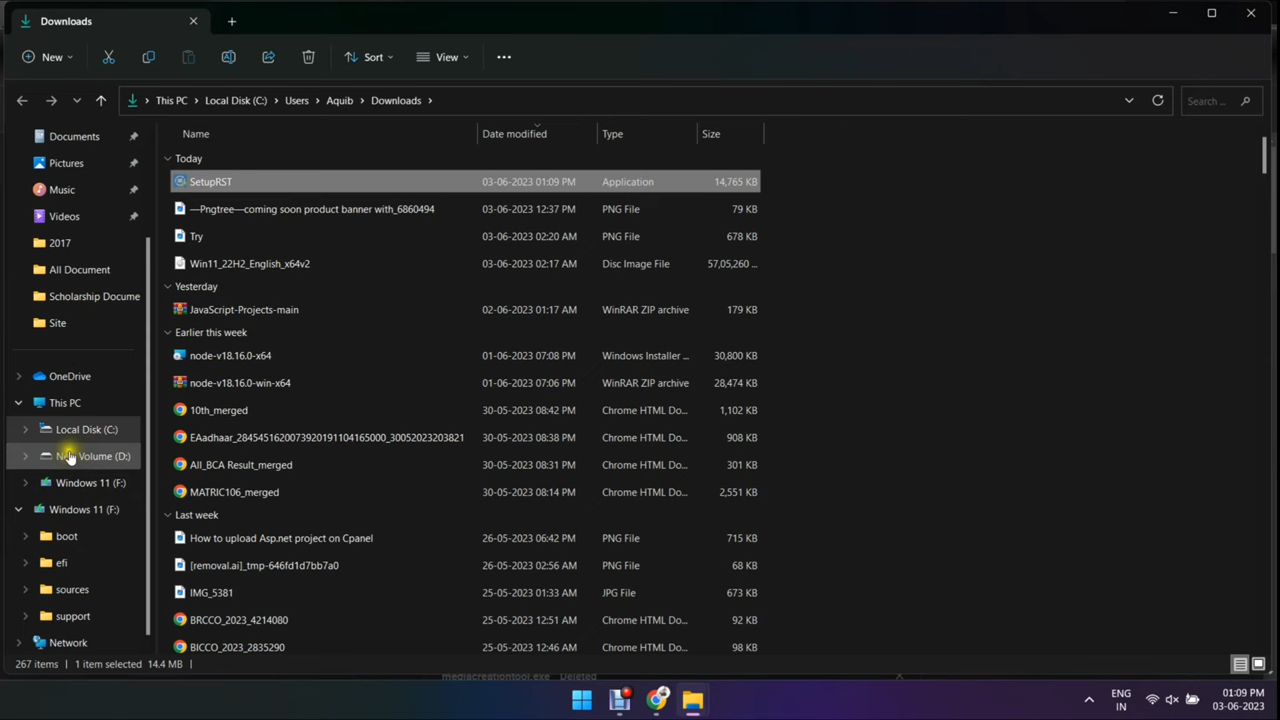 Downloads
New
Sort
View
This PC > Local Disk (C:) > Users > Aquib > Downloads >
Search ...
Documents
Pictures
Music
Videos
2017
All Document
Scholarship Docume
Site
OneDrive
This PC
Local Disk (C:)
New Volume (D:)
Windows 11 (F:)
Windows 11 (F:)
boot
efi
sources
support
Network
Name Date modified Type Size
Today
SetupRST 03-06-2023 01:09 PM Application 14,765 KB
—Pngtree—coming soon product banner with_6860494 03-06-2023 12:37 PM PNG File 79 KB
Try 03-06-2023 02:20 AM PNG File 678 KB
Win11_22H2_English_x64v2 03-06-2023 02:17 AM Disc Image File 57,05,260 ...
Yesterday
JavaScript-Projects-main 02-06-2023 01:17 AM WinRAR ZIP archive 179 KB
Earlier this week
node-v18.16.0-x64 01-06-2023 07:08 PM Windows Installer ... 30,800 KB
node-v18.16.0-win-x64 01-06-2023 07:06 PM WinRAR ZIP archive 28,474 KB
10th_merged 30-05-2023 08:42 PM Chrome HTML Do... 1,102 KB
EAadhaar_2845451620073920191104165000_30052023203821 30-05-2023 08:38 PM Chrome HTML Do... 908 KB
All_BCA Result_merged 30-05-2023 08:31 PM Chrome HTML Do... 301 KB
MATRIC106_merged 30-05-2023 08:14 PM Chrome HTML Do... 2,551 KB
Last week
How to upload Asp.net project on Cpanel 26-05-2023 06:42 PM PNG File 715 KB
[removal.ai]_tmp-646fd1d7bb7a0 26-05-2023 02:56 AM PNG File 68 KB
IMG_5381 25-05-2023 01:33 AM JPG File 673 KB
BRCCO_2023_4214080 25-05-2023 12:51 AM Chrome HTML Do... 92 KB
BICCO_2023_2835290 25-05-2023 12:46 AM Chrome HTML Do... 98 KB
267 items 1 item selected 14.4 MB
mediacreationtool.exe Deleted
ENG
IN
01:09 PM
03-06-2023